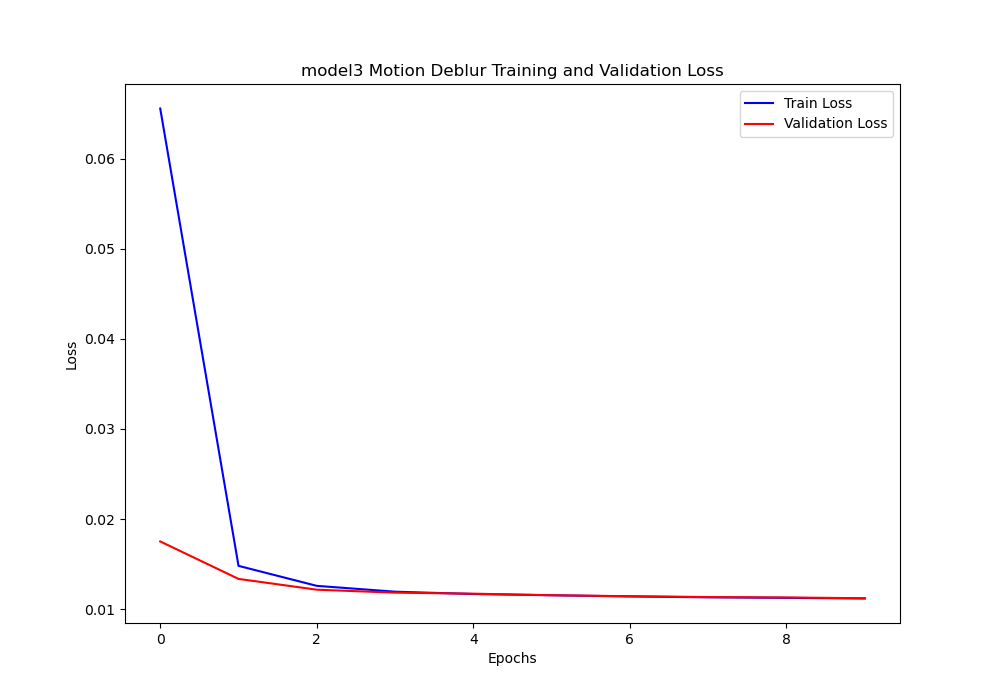 model3 Motion Deblur Training and Validation Loss
Train Loss
Validation Loss
0.06
0.05
0.04
0.03
0.02
0.01
Loss
0 2 4 6 8
Epochs